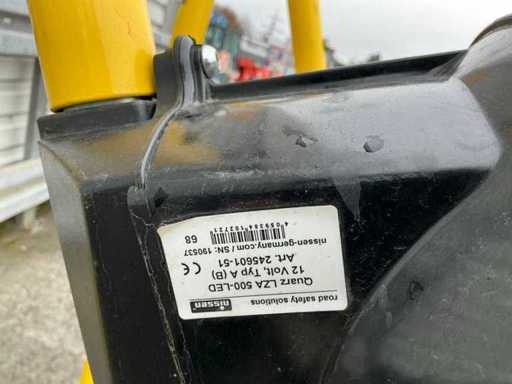 nissen
road safety solutions
Quarz LZA 500-LED
12 Volt, Typ A (B)
Art. 245601-51
CE
nissen-germany.com / SN: 190537
68